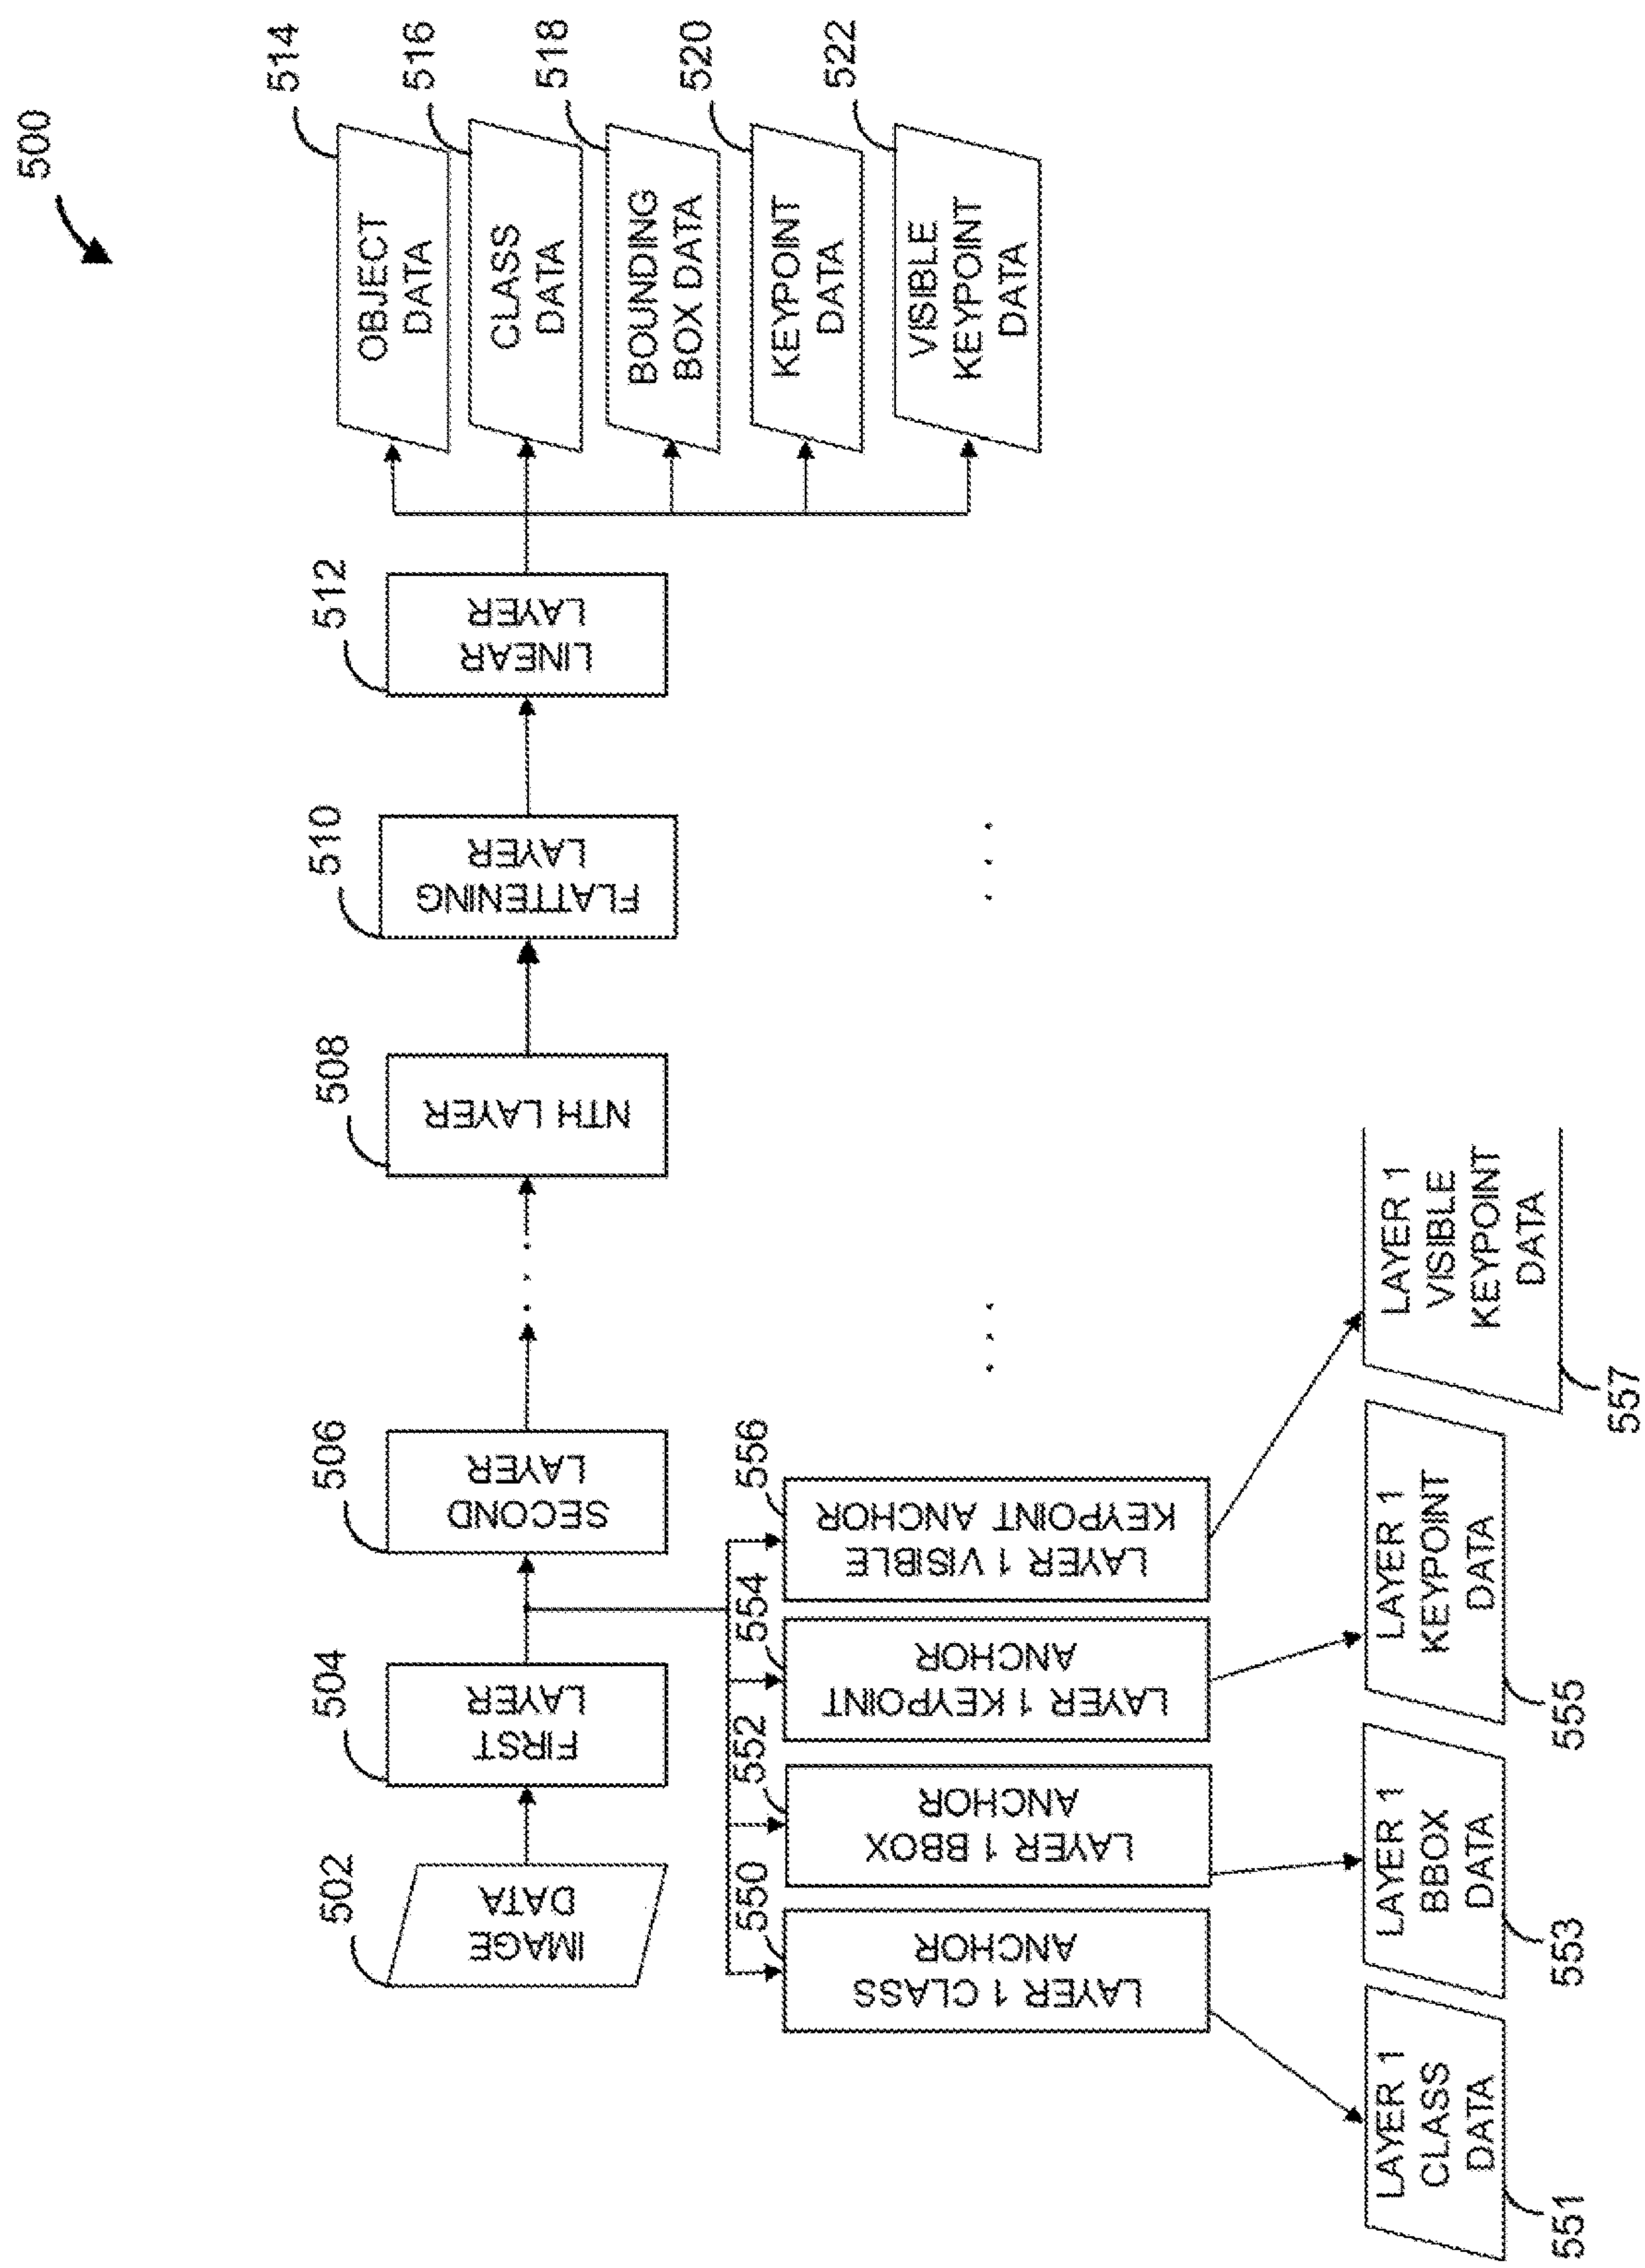 500
502
IMAGE
DATA
504
FIRST
LAYER
506
SECOND
LAYER
508
NTH LAYER
510
FLATTENING
LAYER
512
LINEAR
LAYER
514
OBJECT
DATA
516
CLASS
DATA
518
BOUNDING
BOX DATA
520
KEYPOINT
DATA
522
VISIBLE
KEYPOINT
DATA
550
LAYER 1 CLASS
ANCHOR
552
LAYER 1 BBOX
ANCHOR
554
LAYER 1 KEYPOINT
ANCHOR
556
LAYER 1 VISIBLE
KEYPOINT ANCHOR
LAYER 1
CLASS
DATA
551
LAYER 1
BBOX
DATA
553
LAYER 1
KEYPOINT
DATA
555
LAYER 1
VISIBLE
KEYPOINT
DATA
557